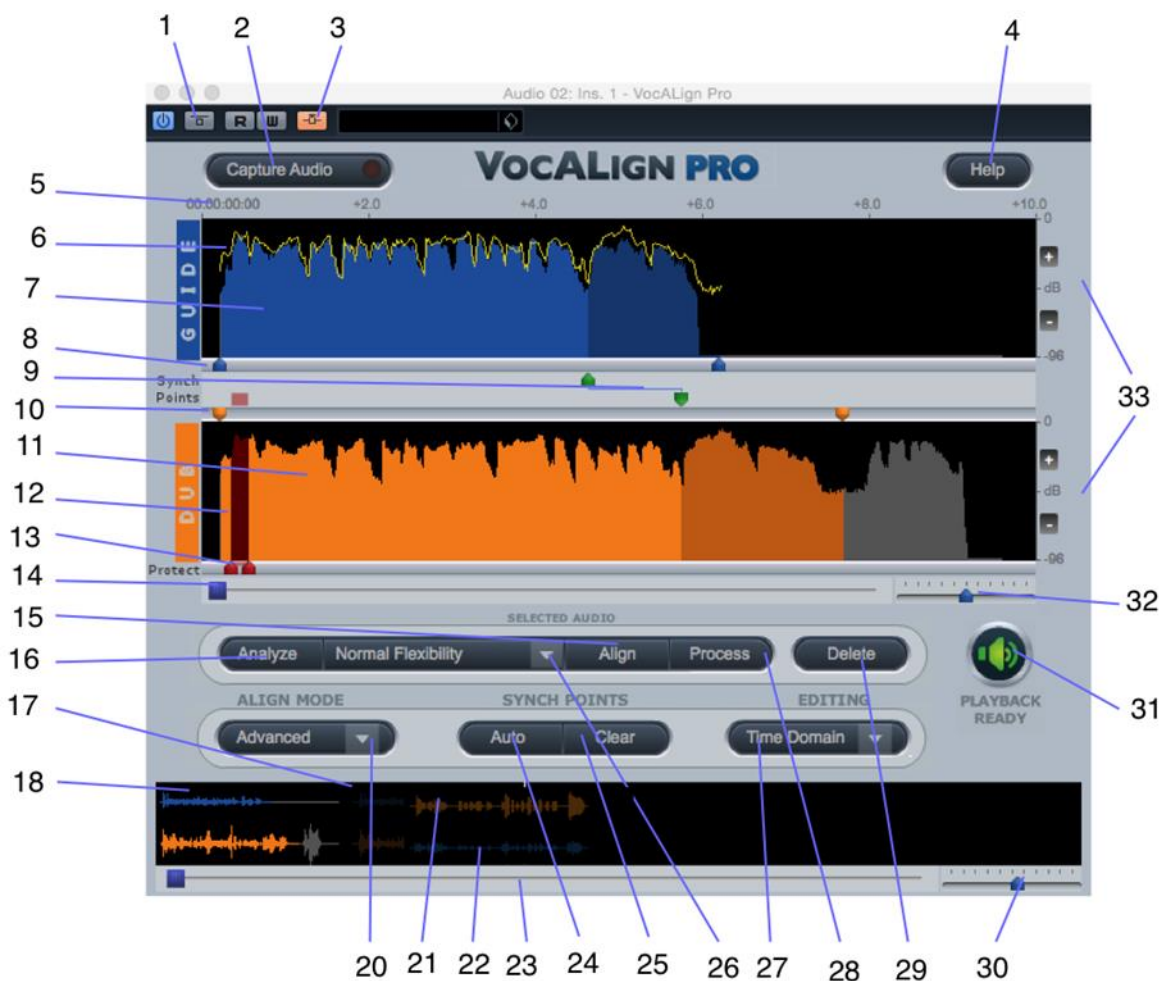 1 2 3 4
Audio 02: Ins. 1 - VocALign Pro
R W
Capture Audio VOCALIGN PRO Help
5
00:00:00:00 +2.0 +4.0 +6.0 +8.0 +10.0
0
6
GUIDE
+
7
dB
-
8
-96
9
Synch
Points
33
10
0
11
DUB
+
12
dB
-
13
-96
Protect
14
32
15
SELECTED AUDIO
16
Analyze Normal Flexibility Align Process Delete
17
ALIGN MODE SYNCH POINTS EDITING PLAYBACK
READY
31
Advanced Auto Clear Time Domain
18
20 21 22 23 24 25 26 27 28 29 30